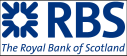 RBS
The Royal Bank of Scotland